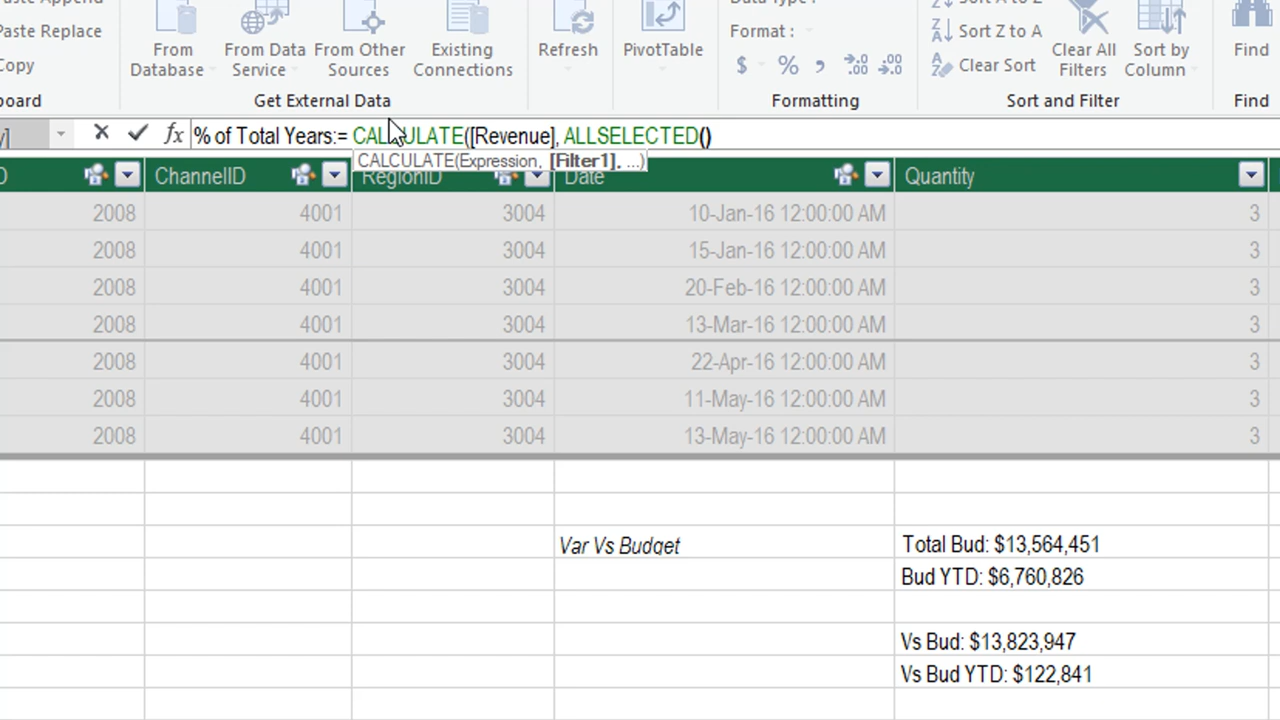 Paste Append Data Type : Sort A to Z
Paste Replace From From Data From Other Existing Refresh PivotTable Format : Sort Z to A Clear All Sort by Find
Copy Database Service Sources Connections $ % , .00 .00 Clear Sort Filters Column
board Get External Data Formatting Sort and Filter Find
y] fx % of Total Years:= CALCULATE([Revenue], ALLSELECTED()
CALCULATE(Expression, [Filter1], ...)
D ChannelID RegionID Date Quantity
2008 4001 3004 10-Jan-16 12:00:00 AM 3
2008 4001 3004 15-Jan-16 12:00:00 AM 3
2008 4001 3004 20-Feb-16 12:00:00 AM 3
2008 4001 3004 13-Mar-16 12:00:00 AM 3
2008 4001 3004 22-Apr-16 12:00:00 AM 3
2008 4001 3004 11-May-16 12:00:00 AM 3
2008 4001 3004 13-May-16 12:00:00 AM 3
Var Vs Budget Total Bud: $13,564,451
Bud YTD: $6,760,826
Vs Bud: $13,823,947
Vs Bud YTD: $122,841